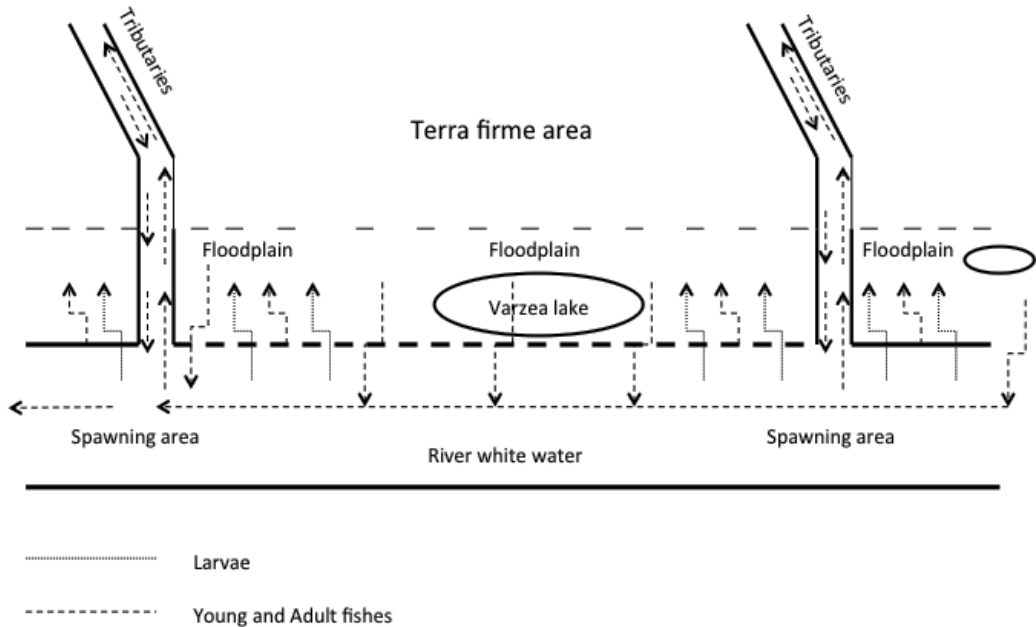 Tributaries
Tributaries
Terra firme area
Floodplain
Floodplain
Floodplain
Varzea lake
Spawning area
Spawning area
River white water
Larvae
Young and Adult fishes